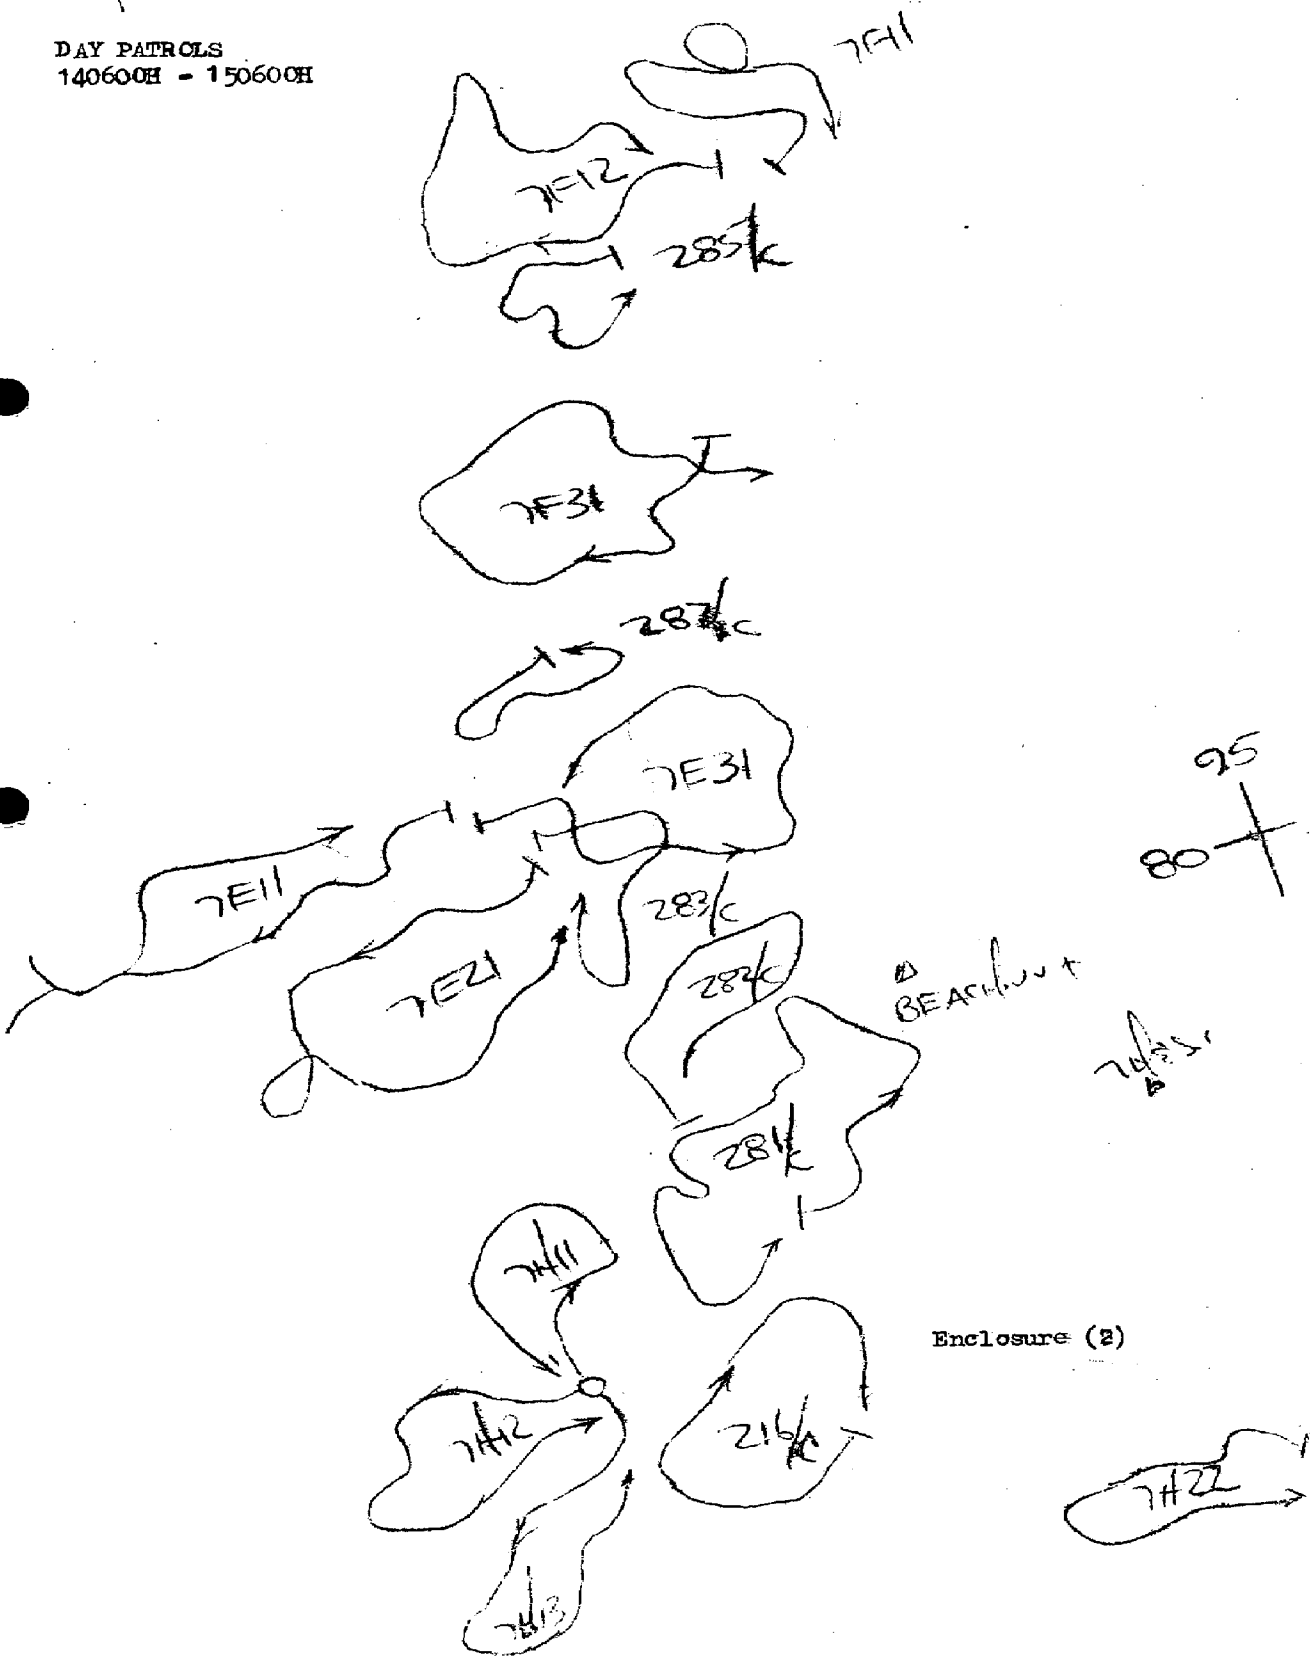 DAY PATROLS
140600H - 150600H
7F11
7F12
285/C
7F31
287/C
7E31
95
80
7E11
283/C
7E21
282/C
281/C
7H11
Enclosure (2)
7H12
216/C
7H22
7H13